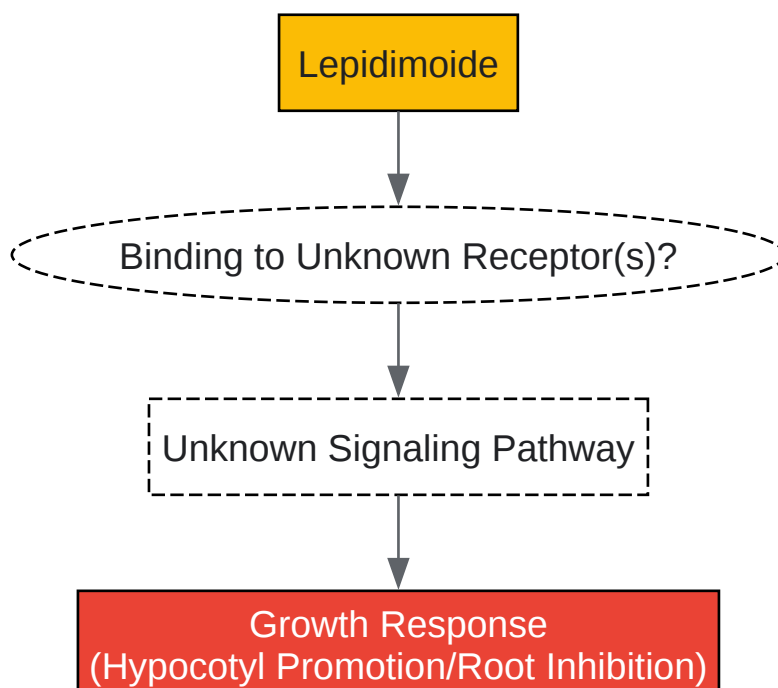 Lepidimoide
Binding to Unknown Receptor(s)?
Unknown Signaling Pathway
Growth Response
(Hypocotyl Promotion/Root Inhibition)